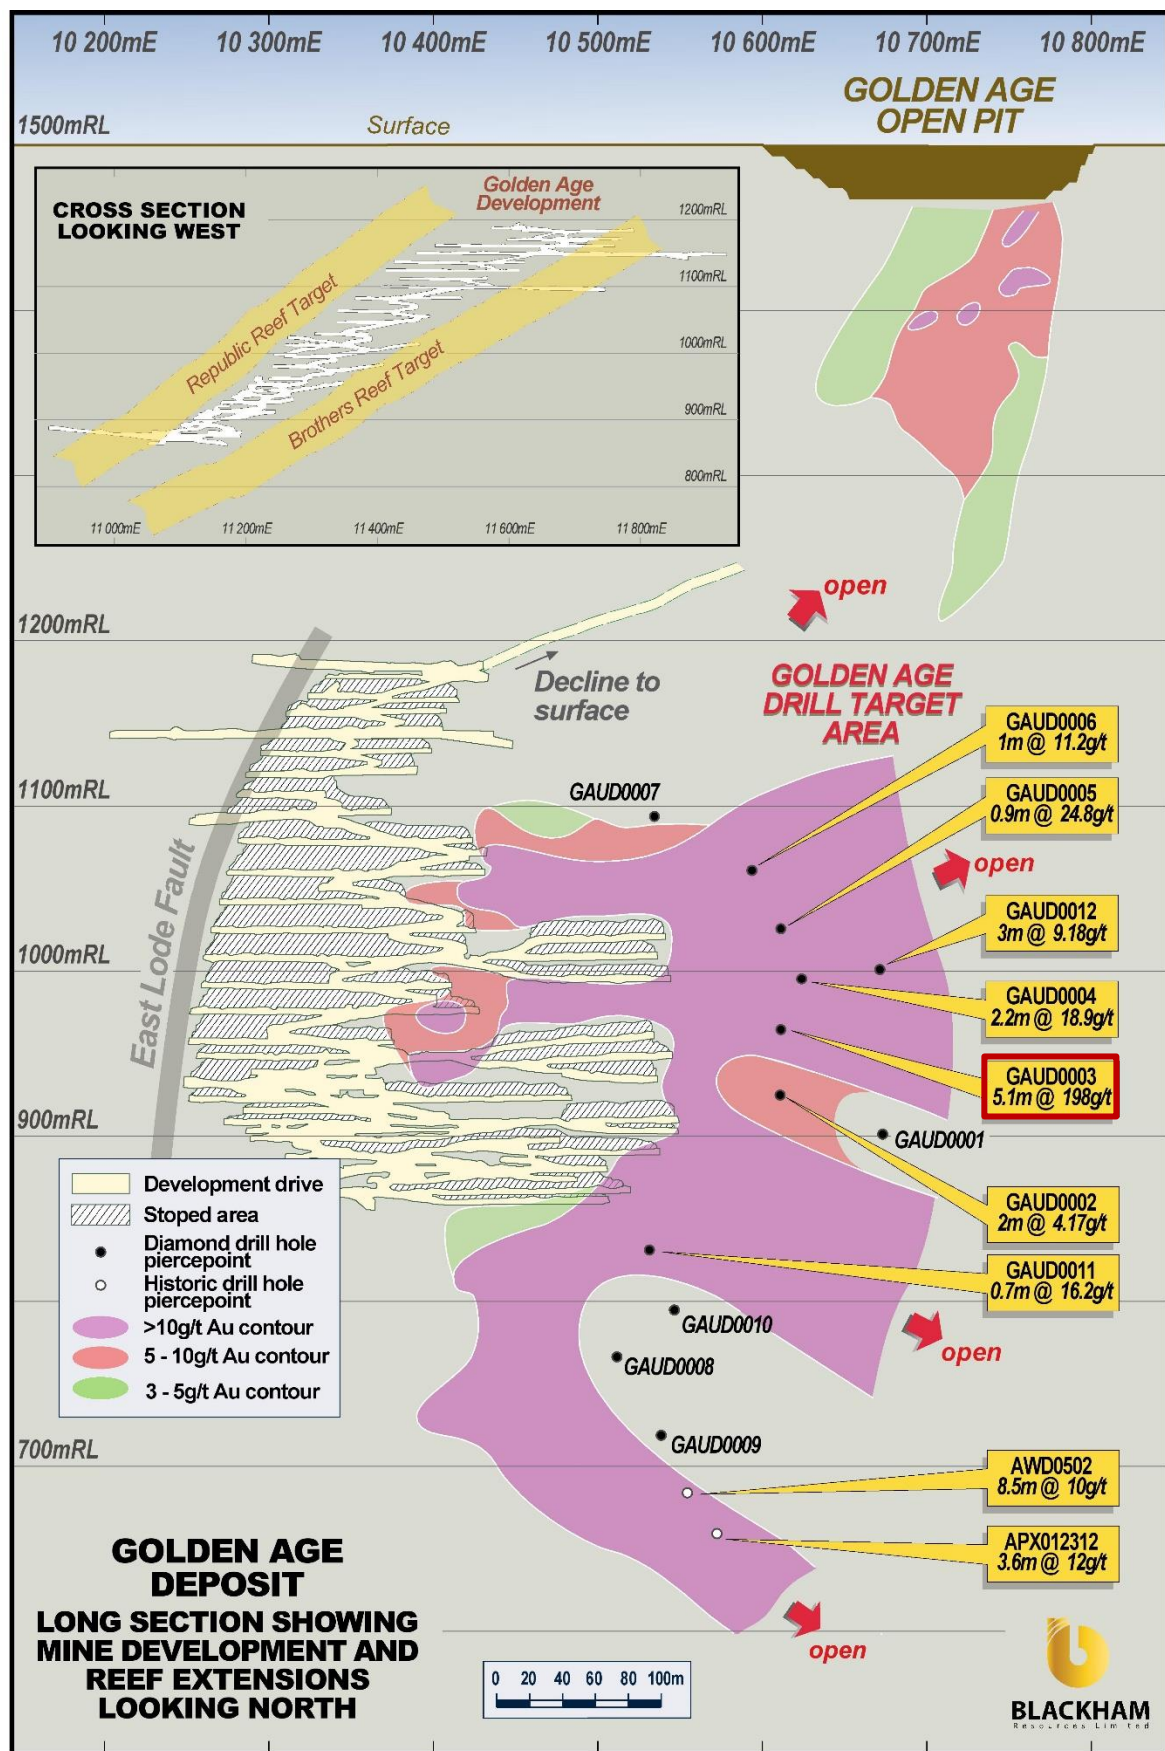 10 200mE
10 300mE
10 400mE
10 500mE
10 600mE
10 700mE
10 800mE
GOLDEN AGE
OPEN PIT
1500mRL
Surface
CROSS SECTION
LOOKING WEST
Golden Age
Development
1200mRL
1100mRL
1000mRL
900mRL
800mRL
Republic Reef Target
Brothers Reef Target
11 000mE
11 200mE
11 400mE
11 600mE
11 800mE
open
1200mRL
Decline to
surface
GOLDEN AGE
DRILL TARGET
AREA
GAUD0006
1m @ 11.2g/t
1100mRL
GAUD0007
GAUD0005
0.9m @ 24.8g/t
open
East Lode Fault
GAUD0012
3m @ 9.18g/t
1000mRL
GAUD0004
2.2m @ 18.9g/t
GAUD0003
5.1m @ 198g/t
900mRL
GAUD0001
GAUD0002
2m @ 4.17g/t
GAUD0011
0.7m @ 16.2g/t
Development drive
Stoped area
Diamond drill hole
piercepoint
Historic drill hole
piercepoint
>10g/t Au contour
5 - 10g/t Au contour
3 - 5g/t Au contour
GAUD0010
open
GAUD0008
GAUD0009
700mRL
AWD0502
8.5m @ 10g/t
APX012312
3.6m @ 12g/t
GOLDEN AGE
DEPOSIT
LONG SECTION SHOWING
MINE DEVELOPMENT AND
REEF EXTENSIONS
LOOKING NORTH
open
0 20 40 60 80 100m
BLACKHAM
Resources Limited